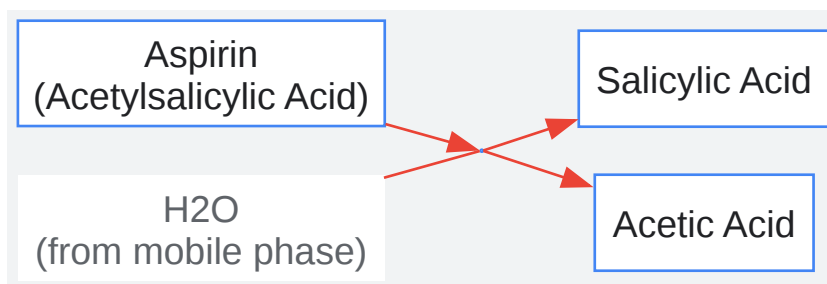 Aspirin
(Acetylsalicylic Acid)
Salicylic Acid
H2O
(from mobile phase)
Acetic Acid